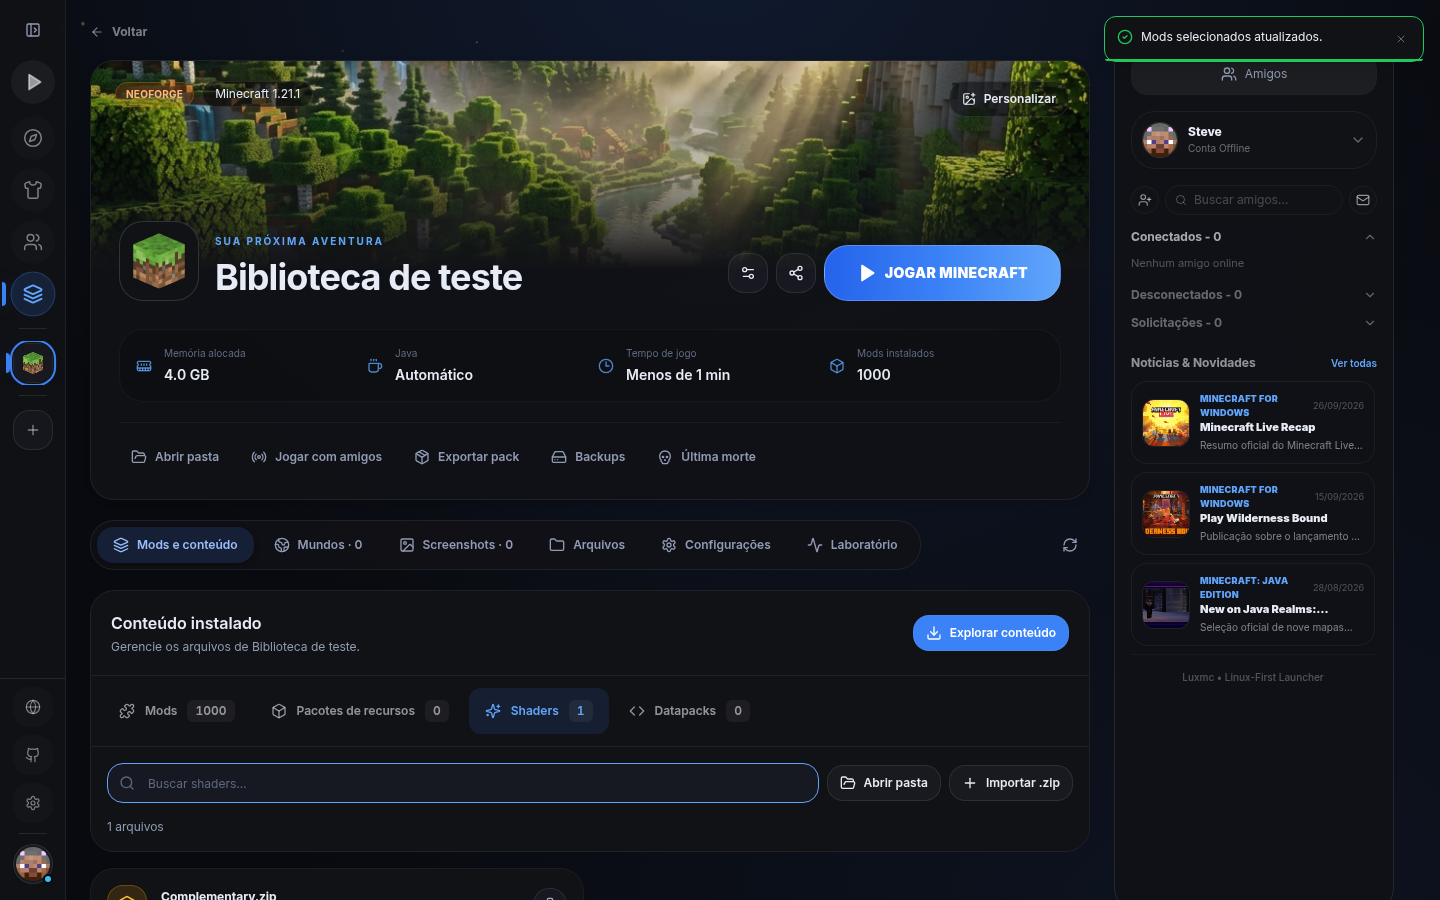 Voltar
NEOFORGE
Minecraft 1.21.1
Personalizar
SUA PRÓXIMA AVENTURA
Biblioteca de teste
JOGAR MINECRAFT
Memória alocada
4.0 GB
Java
Automático
Tempo de jogo
Menos de 1 min
Mods instalados
1000
Abrir pasta
Jogar com amigos
Exportar pack
Backups
Última morte
Mods e conteúdo
Mundos · 0
Screenshots · 0
Arquivos
Configurações
Laboratório
Conteúdo instalado
Gerencie os arquivos de Biblioteca de teste.
Explorar conteúdo
Mods 1000
Pacotes de recursos 0
Shaders 1
Datapacks 0
Buscar shaders...
Abrir pasta
Importar .zip
1 arquivos
Complementary.zip
Mods selecionados atualizados.
Amigos
Steve
Conta Offline
Buscar amigos...
Conectados - 0
Nenhum amigo online
Desconectados - 0
Solicitações - 0
Notícias & Novidades
Ver todas
MINECRAFT FOR
WINDOWS
26/09/2026
Minecraft Live Recap
Resumo oficial do Minecraft Live...
MINECRAFT FOR
WINDOWS
15/09/2026
Play Wilderness Bound
Publicação sobre o lançamento ...
MINECRAFT: JAVA
EDITION
28/08/2026
New on Java Realms:...
Seleção oficial de nove mapas...
Luxmc • Linux-First Launcher